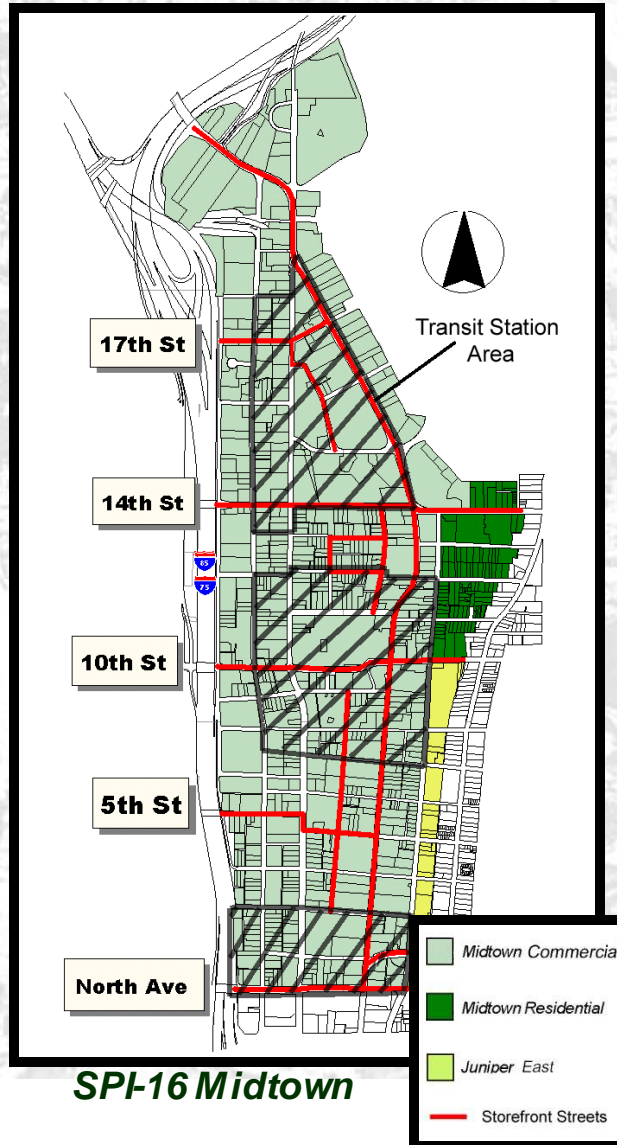 17th St
Transit Station
Area
14th St
85
75
10th St
5th St
North Ave
Midtown Commercia
Midtown Residential
Juniper East
Storefront Streets
SPI-16 Midtown